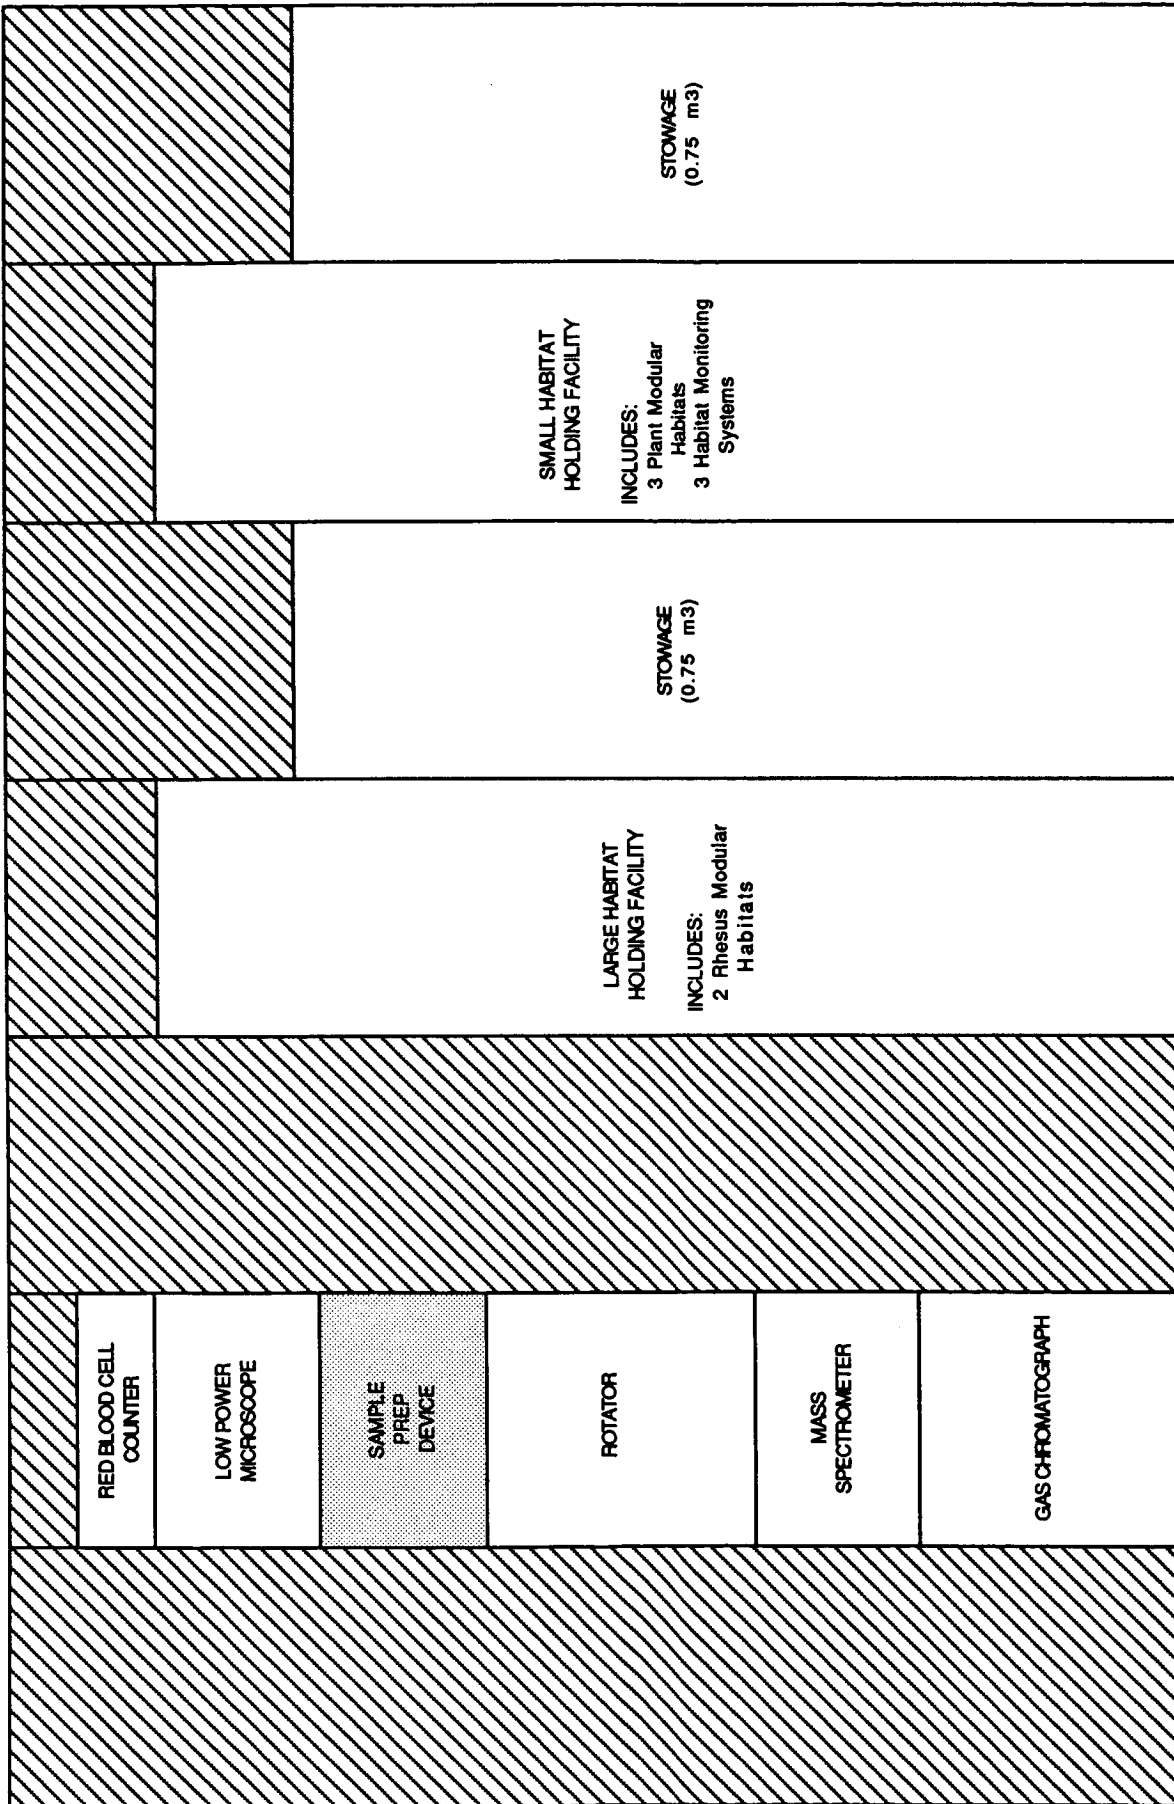 RED BLOOD CELL
COUNTER
LOW POWER
MICROSCOPE
SAMPLE
PREP
DEVICE
ROTATOR
MASS
SPECTROMETER
GAS CHROMATOGRAPH
LARGE HABITAT
HOLDING FACILITY
INCLUDES:
2 Rhesus Modular
Habitats
STOWAGE
(0.75 m3)
SMALL HABITAT
HOLDING FACILITY
INCLUDES:
3 Plant Modular
Habitats
3 Habitat Monitoring
Systems
STOWAGE
(0.75 m3)